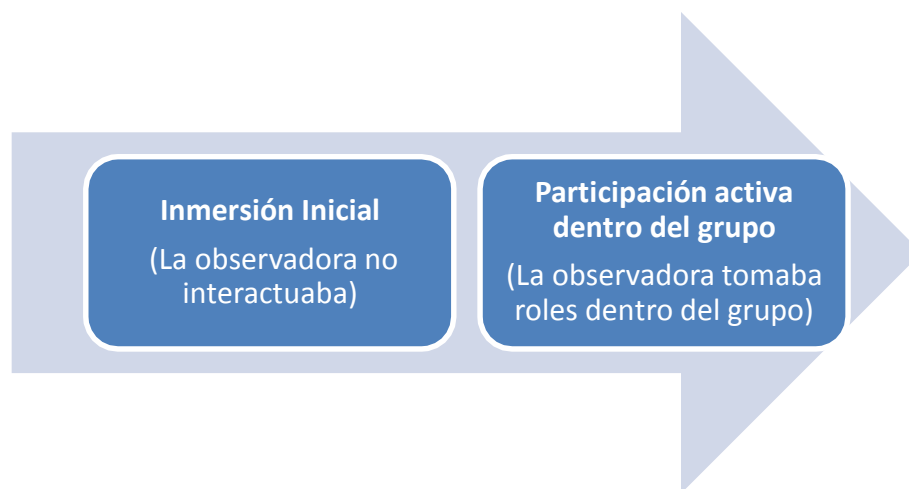 Inmersión Inicial
(La observadora no
interactuaba)
Participación activa
dentro del grupo
(La observadora tomaba
roles dentro del grupo)